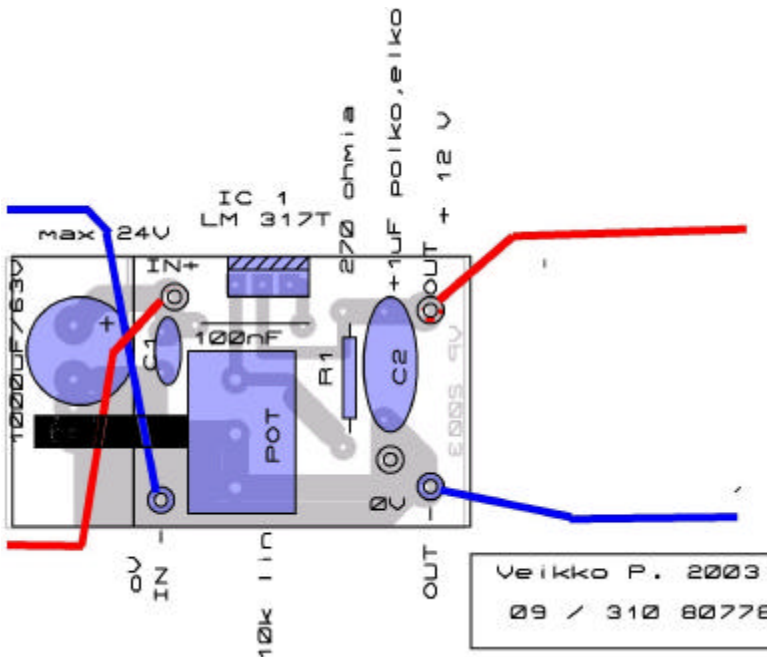 IC 1
LM 317T
max 24V
IN+
270 ohmia
+1uF polko,elko
OUT + 12 V
1000uF/63V
+
C1
100nF
R1
C2
POT
VP 2003
0V
0V
IN -
10k lin
OUT -
Veikko P. 2003
09 / 310 80778